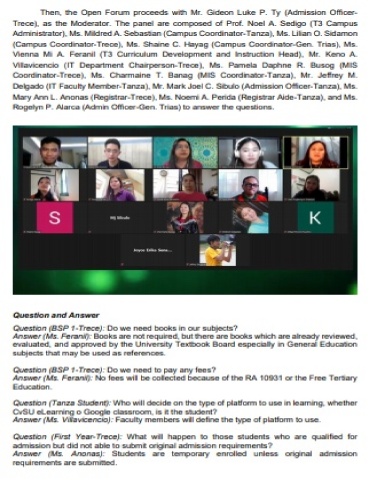 Then, the Open Forum proceeds with Mr. Gideon Luke P. Ty (Admission Officer-
Trece), as the Moderator. The panel are composed of Prof. Noel A. Sedigo (T3 Campus
Administrator), Ms. Mildred A. Sebastian (Campus Coordinator-Tanza), Ms. Lilian O. Sidamon
(Campus Coordinator-Trece), Ms. Shaine C. Hayag (Campus Coordinator-Gen. Trias), Ms.
Vienna Mi A. Feranil (T3 Curriculum Development and Instruction Head), Mr. Keno A.
Villavicencio (IT Department Chairperson-Trece), Ms. Pamela Daphne R. Busog (MIS
Coordinator-Trece), Ms. Charmaine T. Banag (MIS Coordinator-Tanza), Mr. Jeffrey M.
Delgado (IT Faculty Member-Tanza), Mr. Mark Joel C. Sibulo (Admission Officer-Tanza), Ms.
Mary Ann L. Anonas (Registrar-Trece), Ms. Noemi A. Perida (Registrar Aide-Tanza), and Ms.
Rogelyn P. Alarca (Admin Officer-Gen. Trias) to answer the questions.
S
K
Question and Answer
Question (BSP 1-Trece): Do we need books in our subjects?
Answer (Ms. Feranil): Books are not required, but there are books which are already reviewed,
evaluated, and approved by the University Textbook Board especially in General Education
subjects that may be used as references.
Question (BSP 1-Trece): Do we need to pay any fees?
Answer (Ms. Feranil): No fees will be collected because of the RA 10931 or the Free Tertiary
Education.
Question (Tanza Student): Who will decide on the type of platform to use in learning, whether
CvSU eLearning o Google classroom, is it the student?
Answer (Ms. Villavicencio): Faculty members will define the type of platform to use.
Question (First Year-Trece): What will happen to those students who are qualified for
admission but did not able to submit original admission requirements?
Answer (Ms. Anonas): Students are temporary enrolled unless original admission
requirements are submitted.